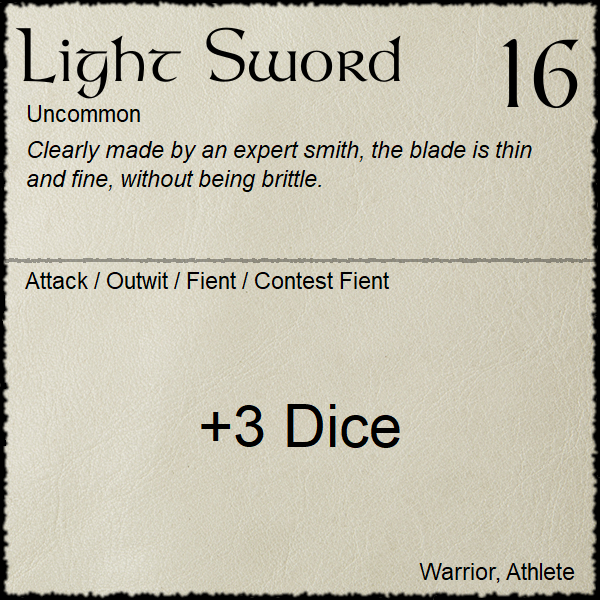 Light Sword
16
Uncommon
Clearly made by an expert smith, the blade is thin
and fine, without being brittle.
Attack / Outwit / Fient / Contest Fient
+3 Dice
Warrior, Athlete